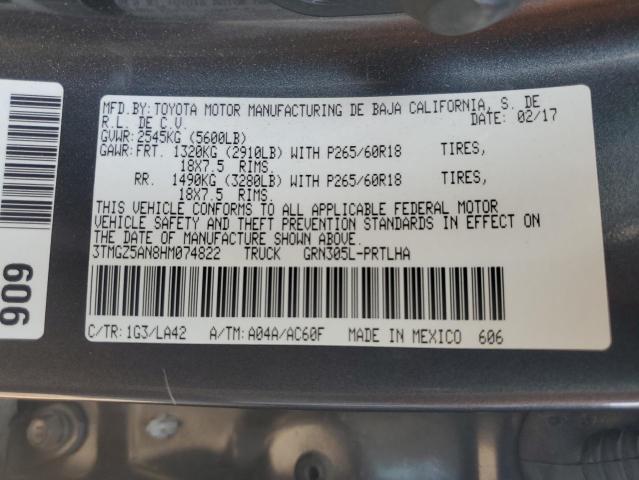 MFD.BY: TOYOTA MOTOR MANUFACTURING DE BAJA CALIFORNIA, S. DE
R.L. DE C.V. DATE: 02/17
GVWR: 2545KG (5600LB)
GAWR: FRT. 1320KG (2910LB) WITH P265/60R18 TIRES,
18X7.5 RIMS.
RR. 1490KG (3280LB) WITH P265/60R18 TIRES,
18X7.5 RIMS.
THIS VEHICLE CONFORMS TO ALL APPLICABLE FEDERAL MOTOR
VEHICLE SAFETY AND THEFT PREVENTION STANDARDS IN EFFECT ON
THE DATE OF MANUFACTURE SHOWN ABOVE.
3TMGZ5AN8HM074822 TRUCK GRN305L-PRTLHA
C/TR: 1G3/LA42 A/TM: A04A/AC60F MADE IN MEXICO 606
909